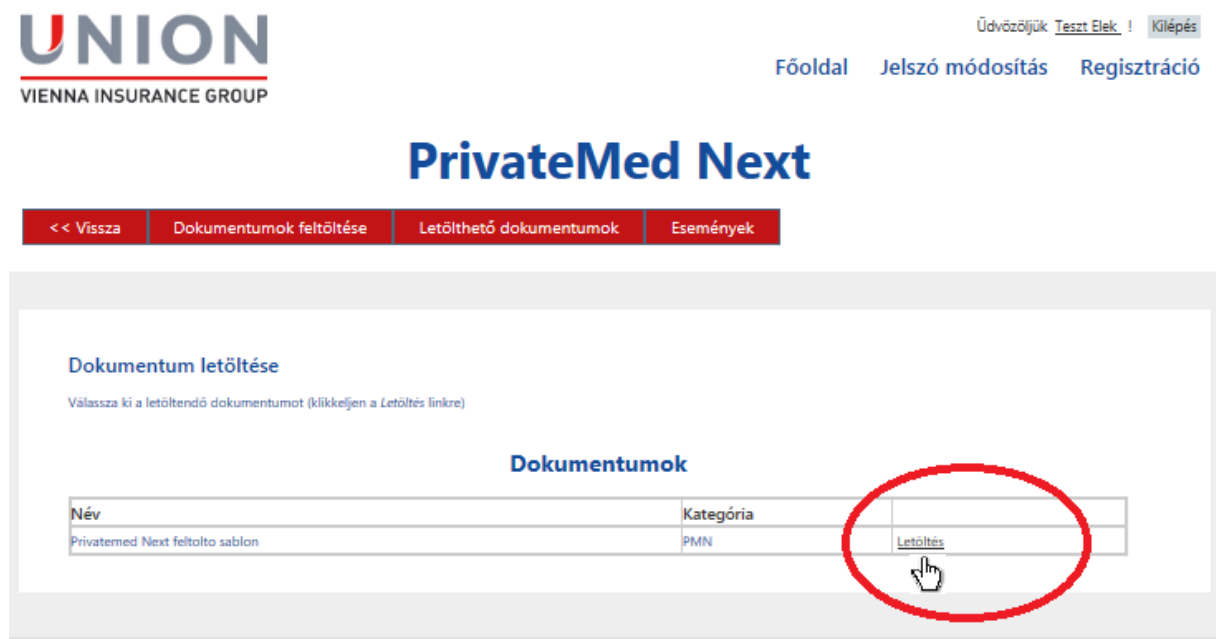 UNION
VIENNA INSURANCE GROUP
Üdvözöljük Teszt Elek ! Kilépés
Főoldal Jelszó módosítás Regisztráció
PrivateMed Next
<< Vissza Dokumentumok feltöltése Letölthető dokumentumok Események
Dokumentum letöltése
Válassza ki a letöltendő dokumentumot (klikkeljen a Letöltés linkre)
Dokumentumok
Név Kategória
Privatemed Next feltolto sablon PMN Letöltés